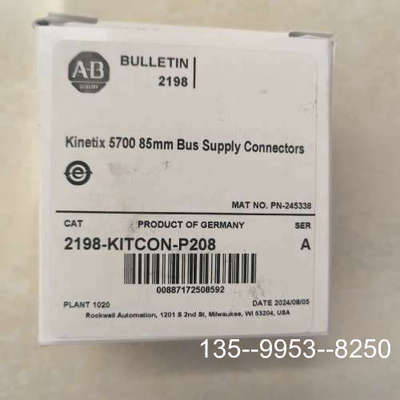 A-B
QUALITY
BULLETIN
2198
Kinetix 5700 85mm Bus Supply Connectors
e
MAT NO. PN-245338
CAT PRODUCT OF GERMANY SER
2198-KITCON-P208 A
00887172508592
PLANT 1020 DATE 2024/08/05
Rockwell Automation, 1201 S 2nd St, Milwaukee, WI 53204, USA
135--9953--8250